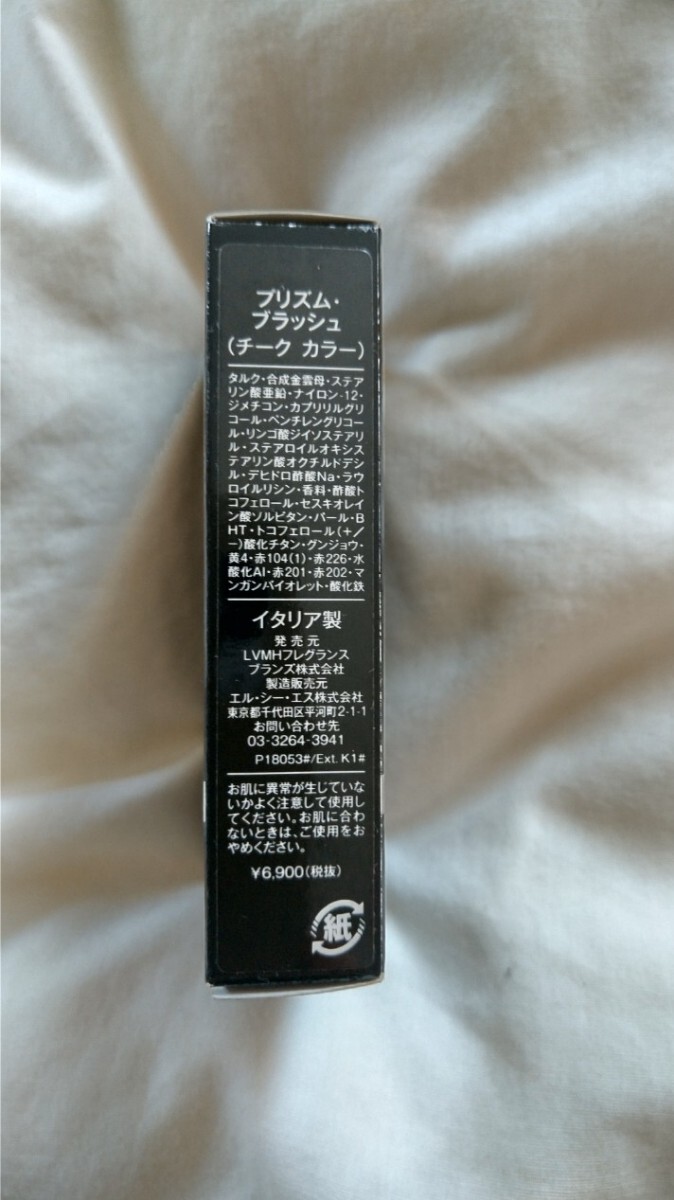 プリズム・
ブラッシュ
(チーク カラー)
タルク・合成金雲母・ステア
リン酸亜鉛・ナイロン-12・
ジメチコン・カプリリルグリ
コール・ペンチレングリコー
ル・リンゴ酸ジイソステアリ
ル・ステアロイルオキシス
テアリン酸オクチルドデシ
ル・デヒドロ酢酸Na・ラウ
ロイルリシン・香料・酢酸ト
コフェロール・セスキオレイ
ン酸ソルビタン・パール・B
HT・トコフェロール(+/
−)酸化チタン・グンジョウ・
黄4・赤104(1)・赤226・水
酸化Al・赤201・赤202・マ
ンガンバイオレット・酸化鉄
イタリア製
発売元
LVMHフレグランス
ブランズ株式会社
製造販売元
エル・シー・エス株式会社
東京都千代田区平河町2-1-1
お問い合わせ先
03-3264-3941
P18053#/Ext. K1#
お肌に異常が生じていな
いかよく注意して使用し
てください。お肌に合わ
ないときは、ご使用をお
やめください。
¥6,900(税抜)
紙